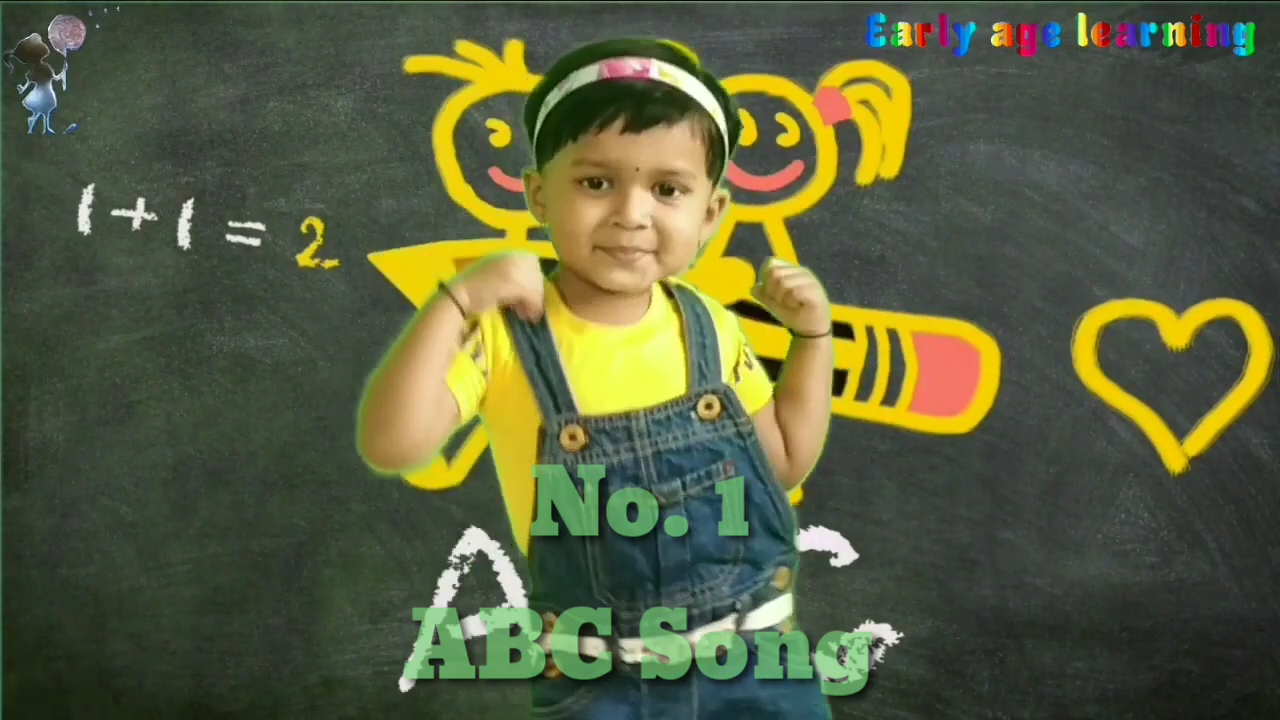 Early age learning
1 + 1 = 2
No. 1
A C
ABC Song